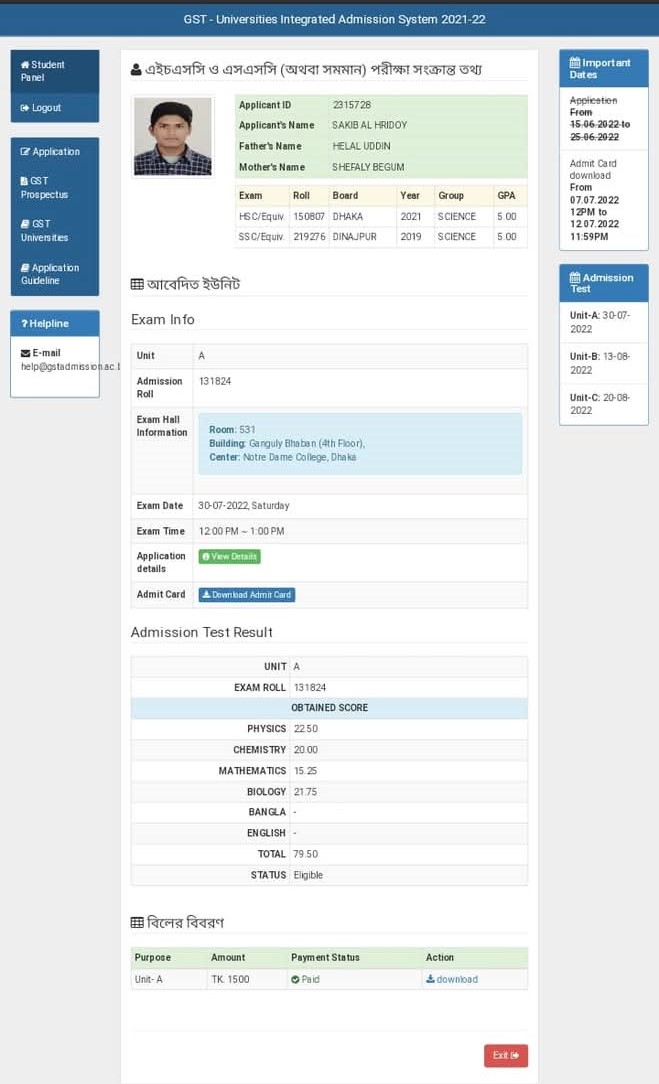 GST - Universities Integrated Admission System 2021-22
Student
Panel
Logout
Application
GST
Prospectus
GST
Universities
Application
Guideline
? Helpline
E-mail
help@gstadmission.ac.b
এইচএসসি ও এসএসসি (অথবা সমমান) পরীক্ষা সংক্রান্ত তথ্য
Applicant ID 2315728
Applicant's Name SAKIB AL HRIDOY
Father's Name HELAL UDDIN
Mother's Name SHEFALY BEGUM
Exam Roll Board Year Group GPA
HSC/Equiv. 150807 DHAKA 2021 SCIENCE 5.00
SSC/Equiv. 219276 DINAJPUR 2019 SCIENCE 5.00
আবেদিত ইউনিট
Exam Info
Unit A
Admission
Roll 131824
Exam Hall
Information
Room: 531
Building: Ganguly Bhaban (4th Floor),
Center: Notre Dame College, Dhaka
Exam Date 30-07-2022, Saturday
Exam Time 12:00 PM ~ 1:00 PM
Application
details View Details
Admit Card Download Admit Card
Admission Test Result
UNIT A
EXAM ROLL 131824
OBTAINED SCORE
PHYSICS 22.50
CHEMISTRY 20.00
MATHEMATICS 15.25
BIOLOGY 21.75
BANGLA -
ENGLISH -
TOTAL 79.50
STATUS Eligible
বিলের বিবরণ
Purpose Amount Payment Status Action
Unit- A TK. 1500 Paid download
Exit
Important
Dates
Application
From
15.06.2022 to
25.06.2022
Admit Card
download
From
07.07.2022
12PM to
12.07.2022
11:59PM
Admission
Test
Unit-A: 30-07-
2022
Unit-B: 13-08-
2022
Unit-C: 20-08-
2022